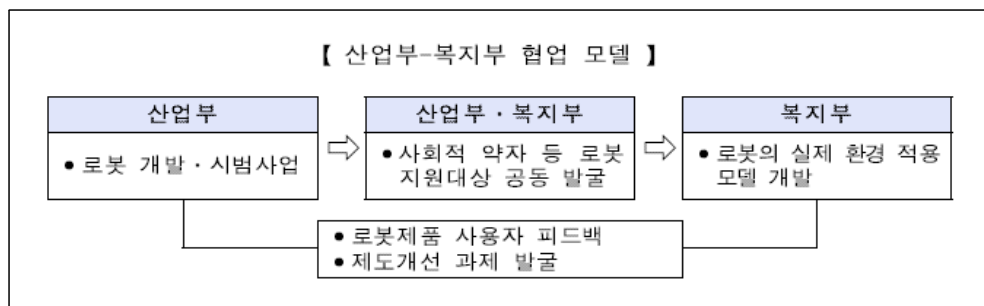 【 산업부-복지부 협업 모델 】
산업부
• 로봇 개발·시범사업
산업부·복지부
• 사회적 약자 등 로봇
지원대상 공동 발굴
복지부
• 로봇의 실제 환경 적용
모델 개발
• 로봇제품 사용자 피드백
• 제도개선 과제 발굴